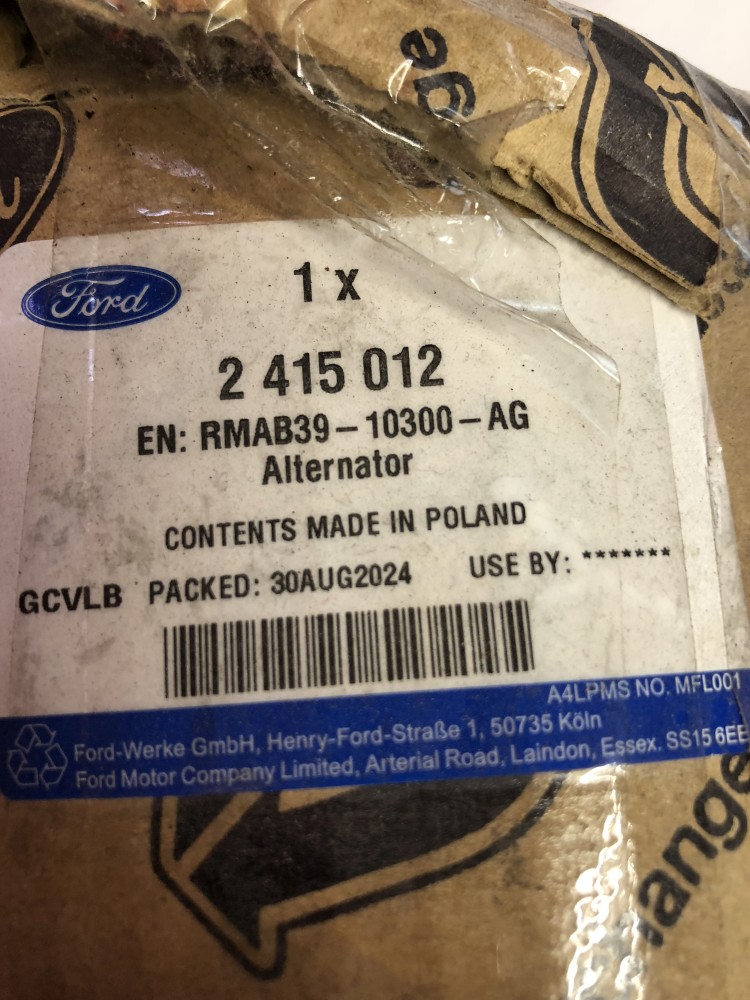 ge
Ford
1 x
2 415 012
EN: RMAB39-10300-AG
Alternator
CONTENTS MADE IN POLAND
GCVLB PACKED: 30AUG2024 USE BY: *******
A4LPMS NO. MFL001
Ford-Werke GmbH, Henry-Ford-Straße 1, 50735 Köln
Ford Motor Company Limited, Arterial Road, Laindon, Essex. SS15 6EE
lange